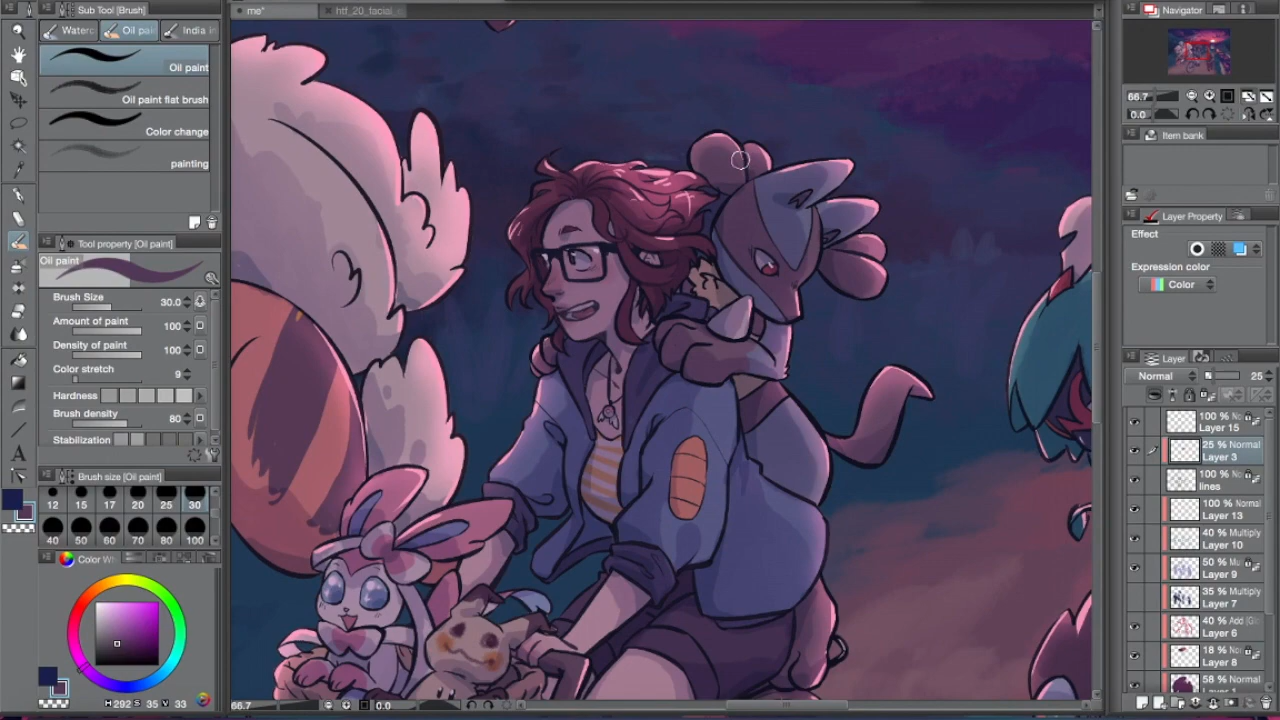 Sub Tool [Brush]
Oil paint
Oil paint flat brush
Color change
painting
Tool property [Oil paint]
Oil paint
Brush Size 30.0
Amount of paint 100
Density of paint 100
Color stretch 9
Hardness
Brush density 80
Stabilization
Brush size [Oil paint]
12 15 17 20 25 30
40 50 60 70 80 100
Color
H 292 S 35 V 33
me*
htf_20_facial
66.7 0.0
Navigator
66.7
0.0
Item bank
Layer Property
Effect
Expression color
Color
Layer
Normal 25
100 %
Layer 15
25 % Normal
Layer 3
100 %
lines
100 % Normal
Layer 13
40 % Multiply
Layer 10
50 %
Layer 9
35 % Multiply
Layer 7
40 % Add
Layer 6
18 %
Layer 8
58 % Normal